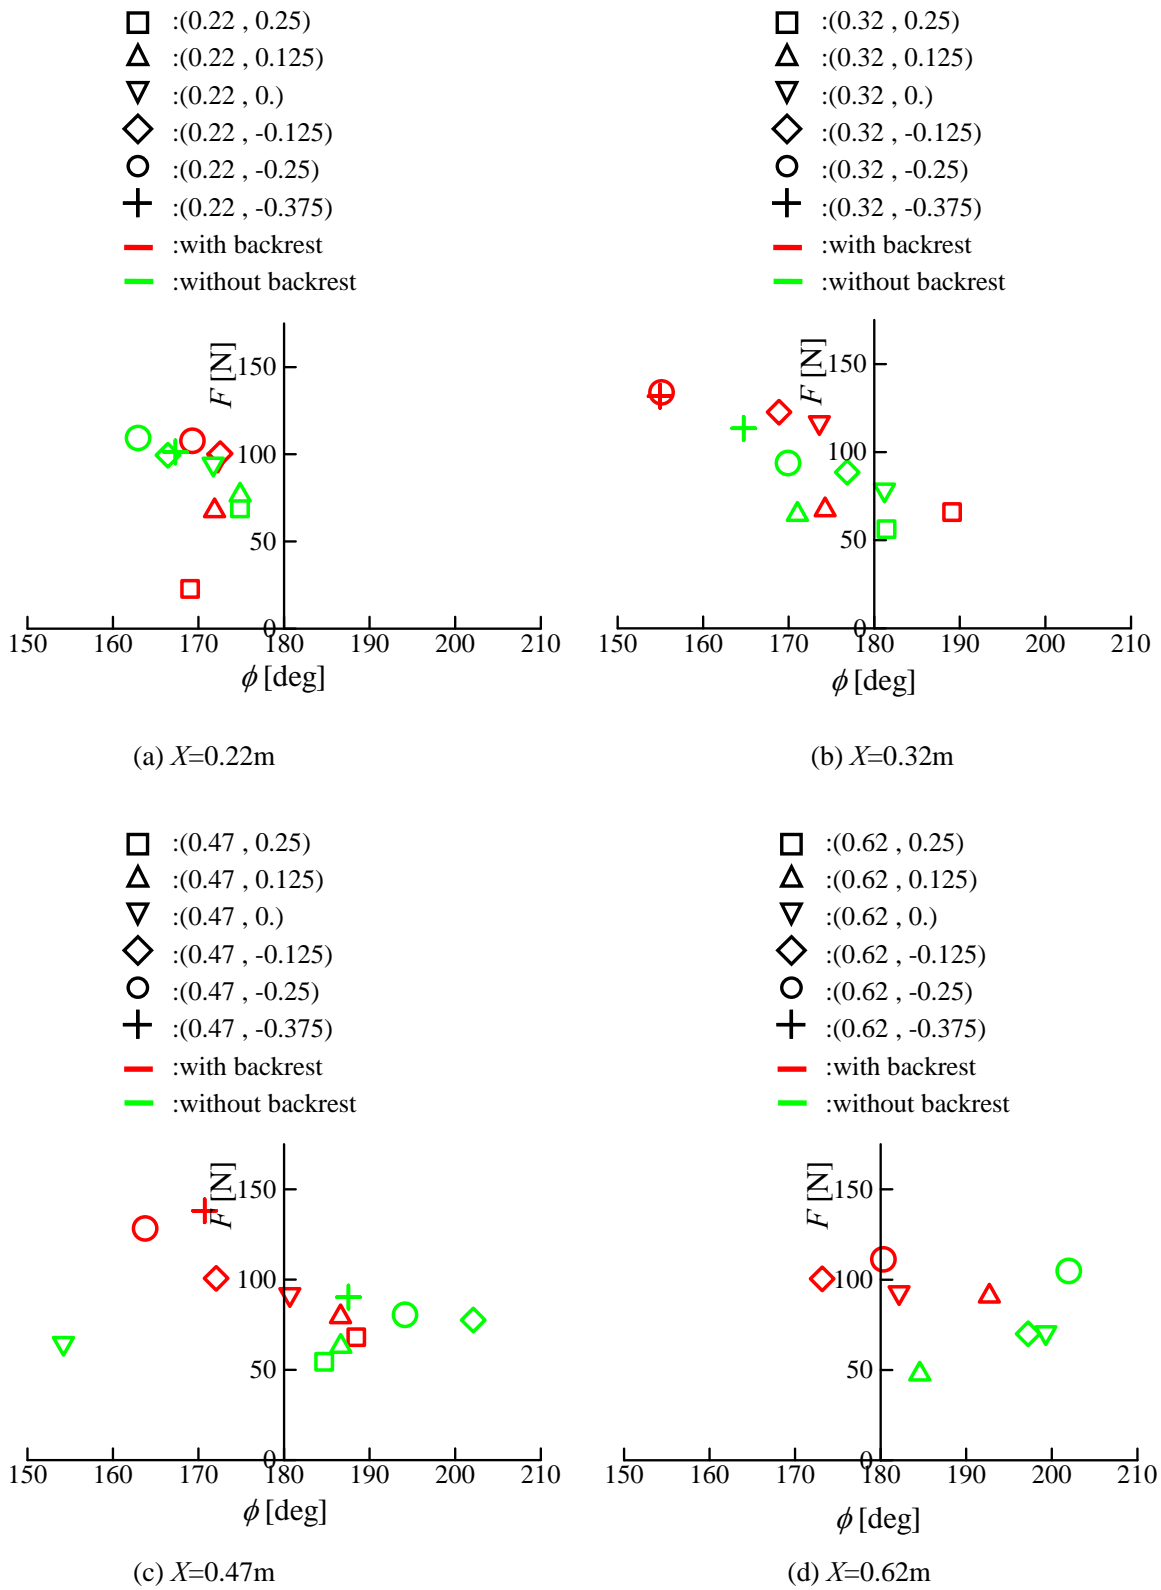 :(0.22 , 0.25)
:(0.22 , 0.125)
:(0.22 , 0.)
:(0.22 , -0.125)
:(0.22 , -0.25)
:(0.22 , -0.375)
:with backrest
:without backrest
F [N]
150
100
50
0
150 160 170 180 190 200 210
ϕ [deg]
(a) X=0.22m
:(0.32 , 0.25)
:(0.32 , 0.125)
:(0.32 , 0.)
:(0.32 , -0.125)
:(0.32 , -0.25)
:(0.32 , -0.375)
:with backrest
:without backrest
F [N]
150
100
50
0
150 160 170 180 190 200 210
ϕ [deg]
(b) X=0.32m
:(0.47 , 0.25)
:(0.47 , 0.125)
:(0.47 , 0.)
:(0.47 , -0.125)
:(0.47 , -0.25)
:(0.47 , -0.375)
:with backrest
:without backrest
F [N]
150
100
50
0
150 160 170 180 190 200 210
ϕ [deg]
(c) X=0.47m
:(0.62 , 0.25)
:(0.62 , 0.125)
:(0.62 , 0.)
:(0.62 , -0.125)
:(0.62 , -0.25)
:(0.62 , -0.375)
:with backrest
:without backrest
F [N]
150
100
50
0
150 160 170 180 190 200 210
ϕ [deg]
(d) X=0.62m